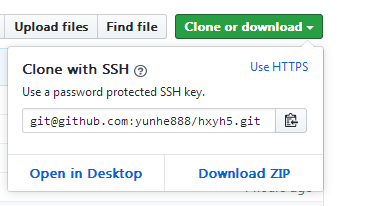 Upload files Find file Clone or download
Clone with SSH Use HTTPS
Use a password protected SSH key.
git@github.com:yunhe888/hxyh5.git
Open in Desktop Download ZIP
ago